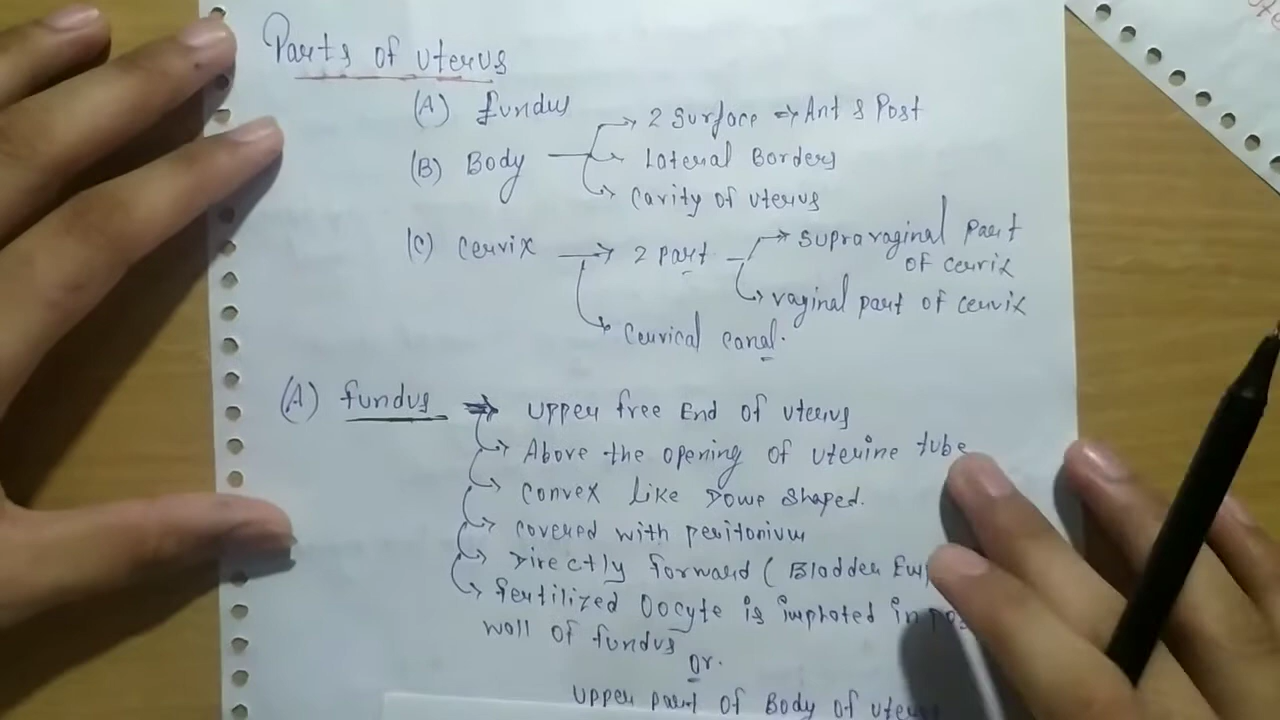 Parts of uterus
(A) fundus
2 Surface ⇒ Ant & Post
(B) Body
Lateral Borders
cavity of uterus
(C) cervix → 2 part
supravaginal part
of cervix
vaginal part of cervix
cervical canal.
(A) fundus ⇒ upper free End of uterus
Above the opening of uterine tube
convex like Dome shaped.
covered with peritonium
Directly forward (Bladder
fertilized Oocyte is implated in
wall of fundus
or.
upper part of Body of